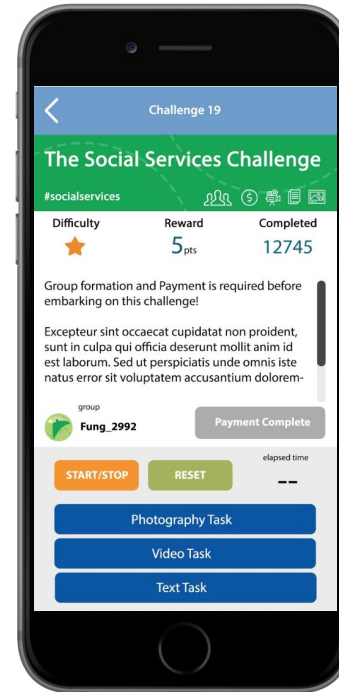 Challenge 19
The Social Services Challenge
#socialservices
Difficulty
Reward
Completed
5pts
12745
Group formation and Payment is required before
embarking on this challenge!
Excepteur sint occaecat cupidatat non proident,
sunt in culpa qui officia deserunt mollit anim id
est laborum. Sed ut perspiciatis unde omnis iste
natus error sit voluptatem accusantium dolorem-
group
Fung_2992
Payment Complete
START/STOP
RESET
elapsed time
--
Photography Task
Video Task
Text Task